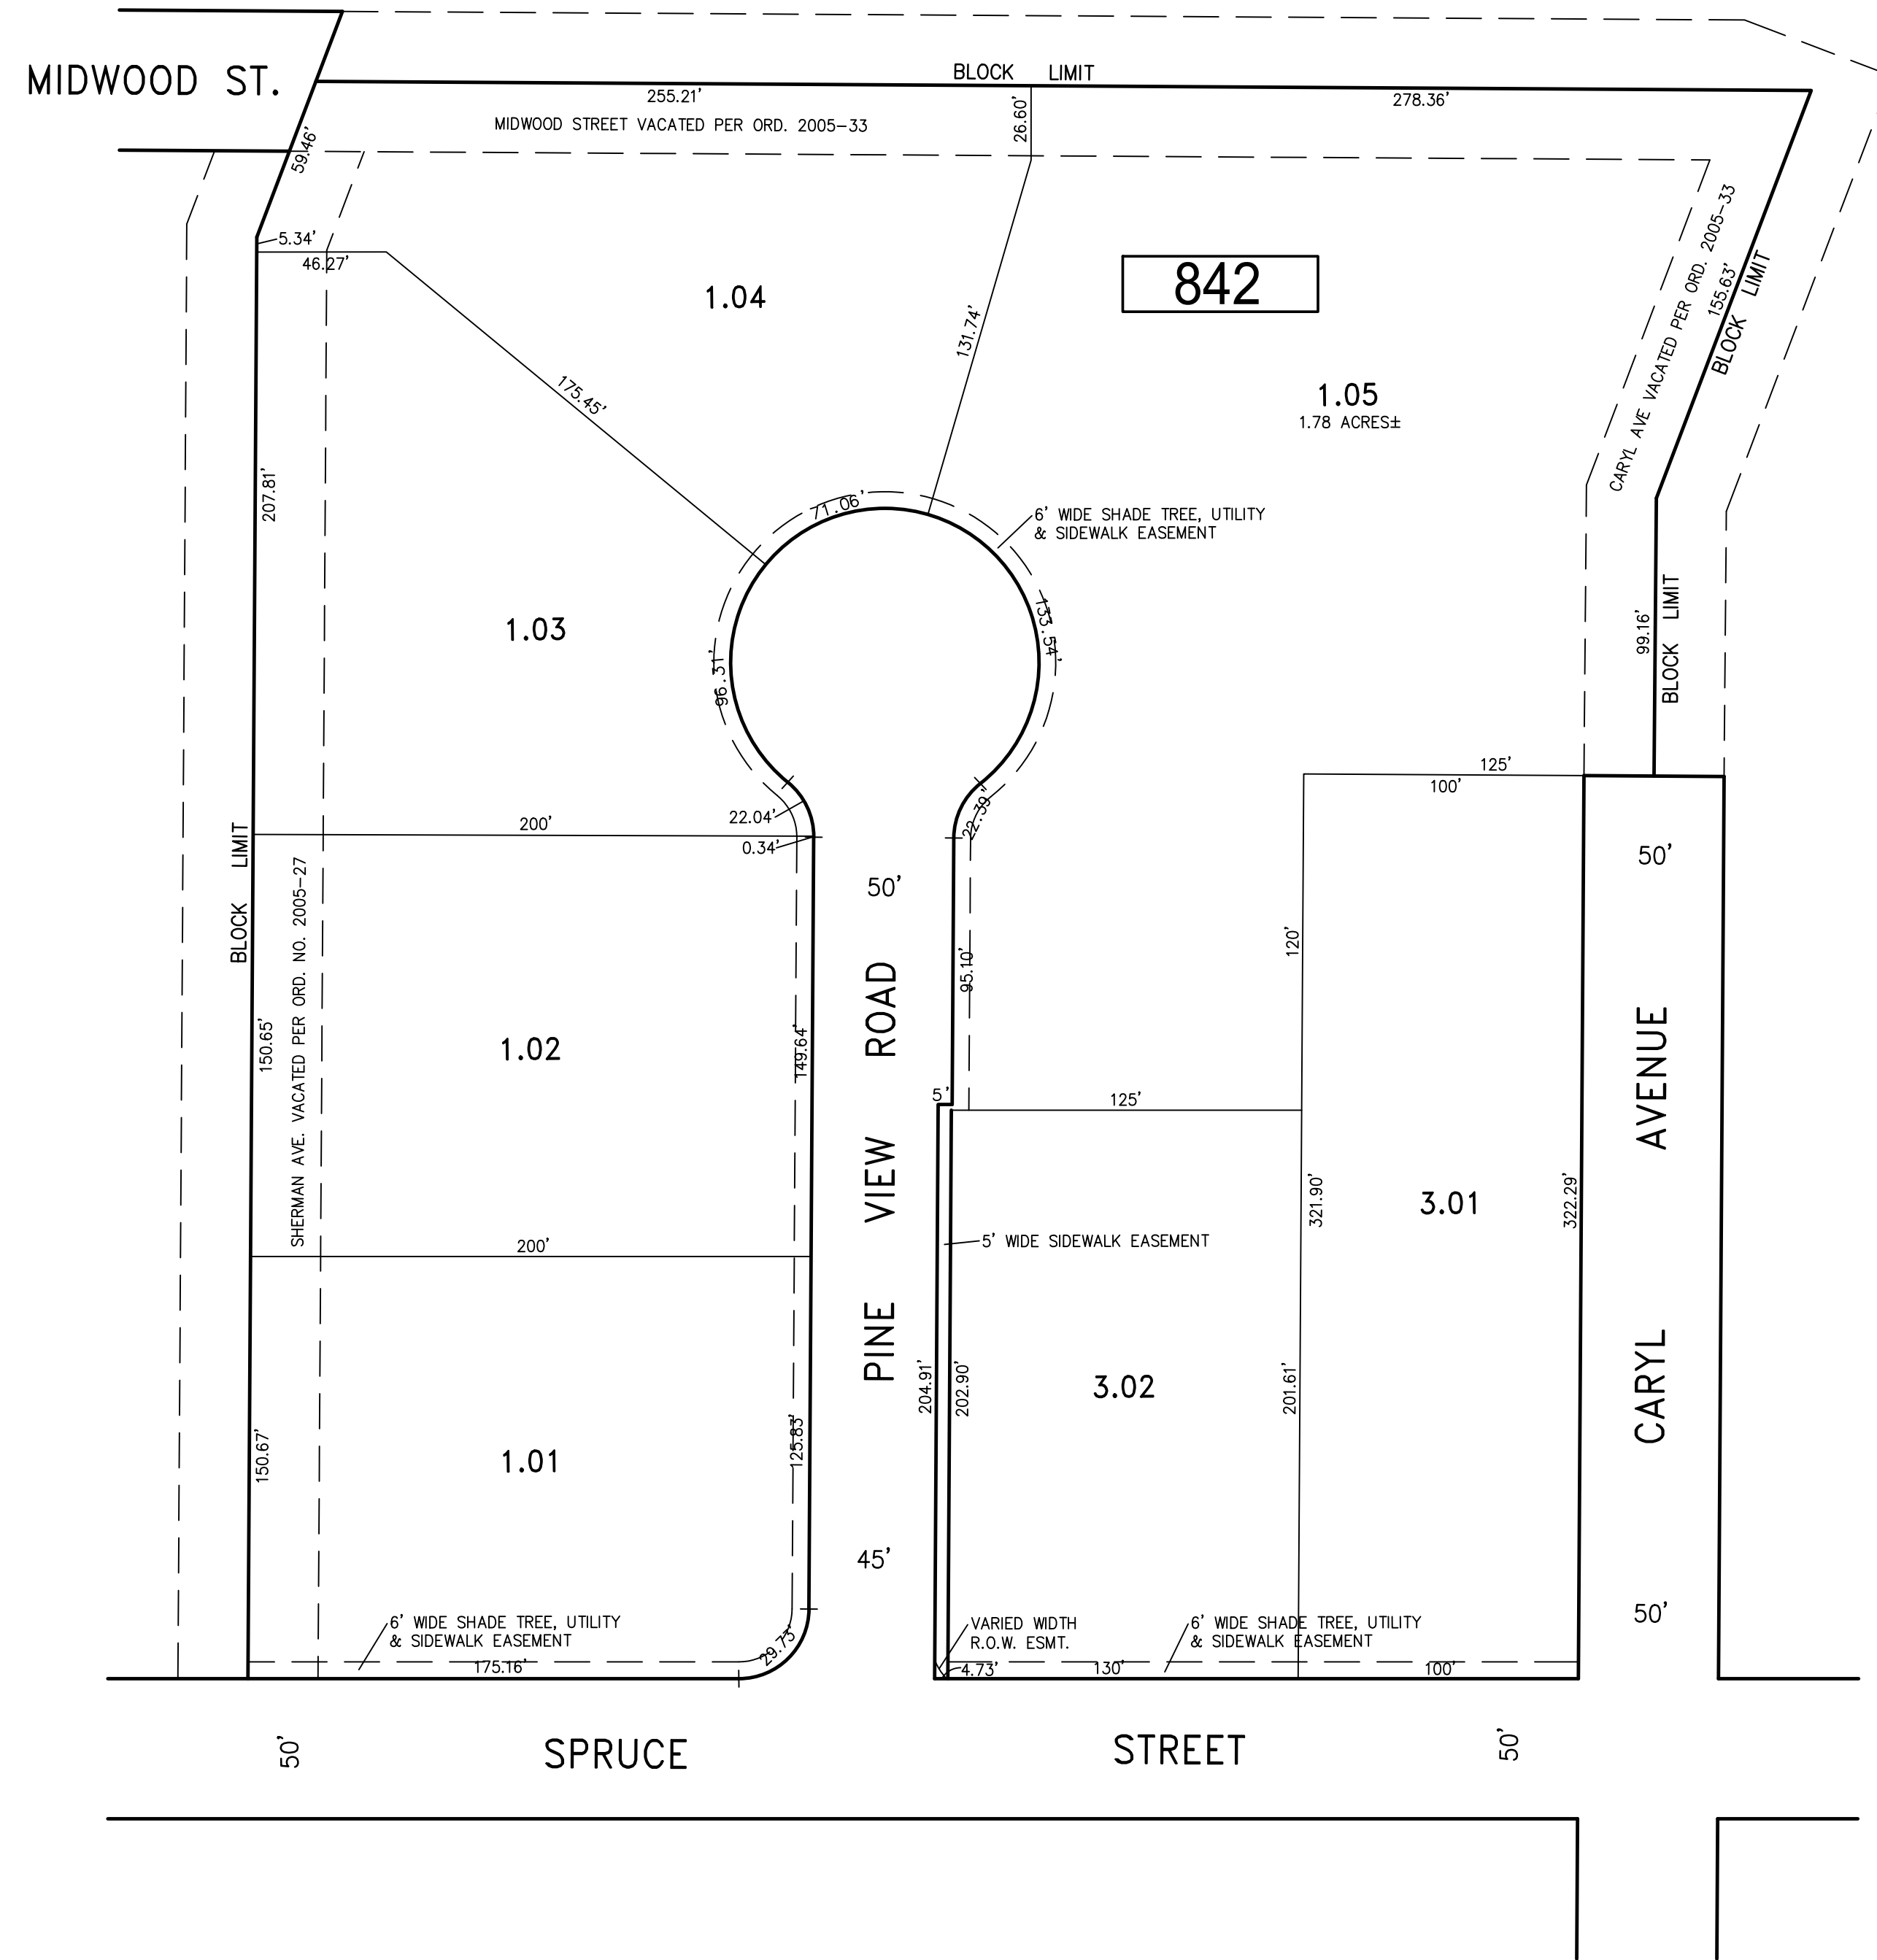 MIDWOOD ST.
BLOCK LIMIT
255.21'
278.36'
26.60'
MIDWOOD STREET VACATED PER ORD. 2005-33
59.46'
5.34'
46.27'
1.04
842
131.74'
175.45'
1.05
1.78 ACRES±
CARYL AVE VACATED PER ORD. 2005-33
155.63'
BLOCK LIMIT
207.81'
71.06'
6' WIDE SHADE TREE, UTILITY
& SIDEWALK EASEMENT
1.03
96.31'
133.54'
99.16'
BLOCK LIMIT
125'
100'
22.04'
22.39'
200'
0.34'
50'
50'
BLOCK LIMIT
SHERMAN AVE. VACATED PER ORD. NO. 2005-27
120'
95.10'
150.65'
1.02
149.64'
5'
125'
PINE VIEW ROAD
CARYL AVENUE
321.90'
3.01
322.29'
200'
5' WIDE SIDEWALK EASEMENT
204.91'
202.90'
3.02
201.61'
150.67'
1.01
125.83'
45'
50'
6' WIDE SHADE TREE, UTILITY
& SIDEWALK EASEMENT
175.16'
29.73'
VARIED WIDTH
R.O.W. ESMT.
4.73'
6' WIDE SHADE TREE, UTILITY
& SIDEWALK EASEMENT
130'
100'
50'
SPRUCE STREET
50'